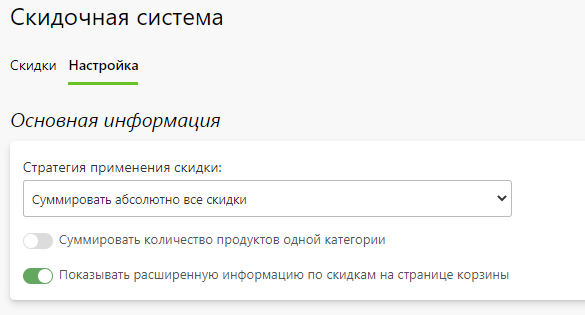 Скидочная система
Скидки Настройка
Основная информация
Стратегия применения скидки:
Суммировать абсолютно все скидки
Суммировать количество продуктов одной категории
Показывать расширенную информацию по скидкам на странице корзины